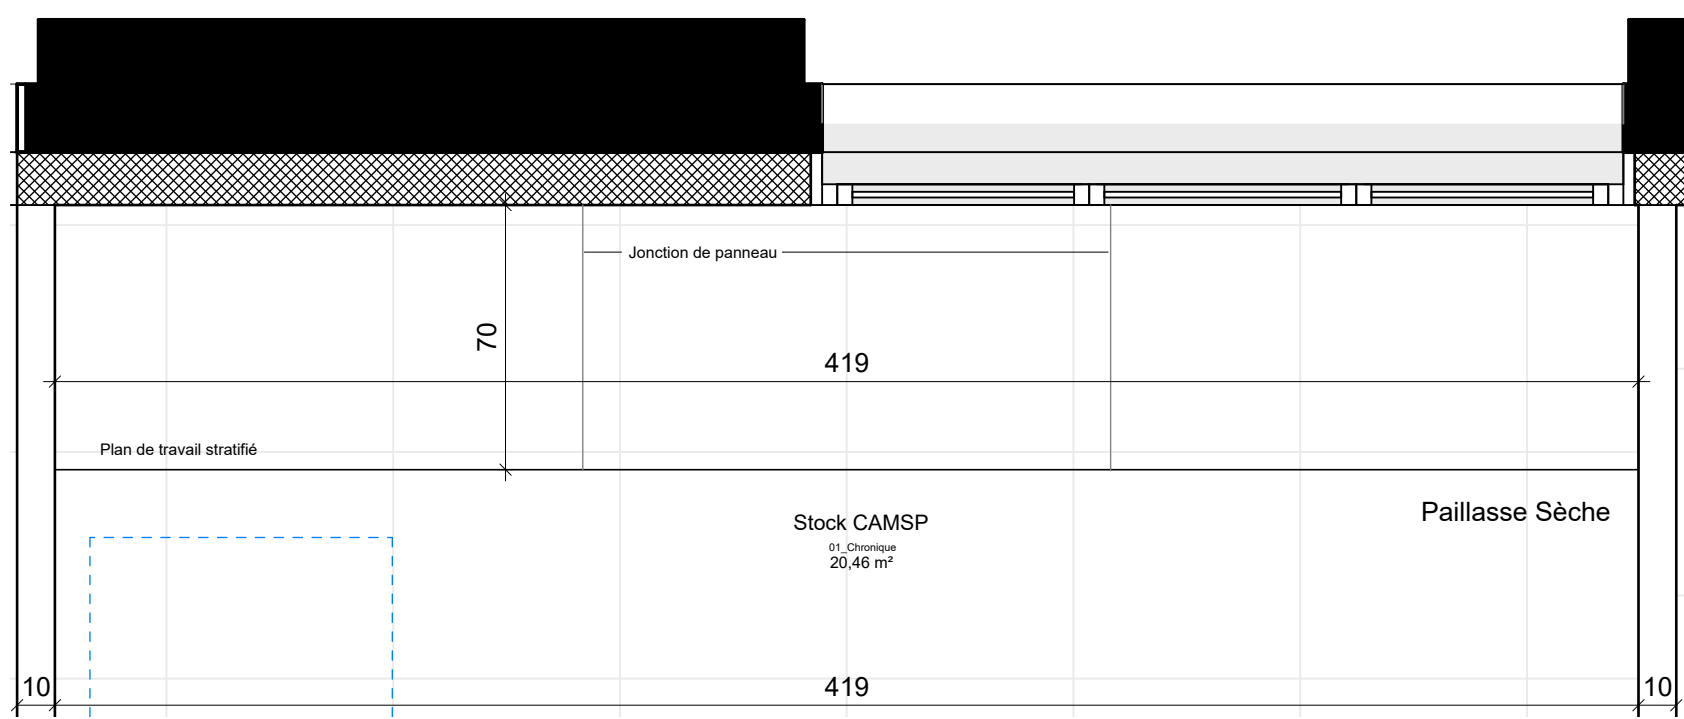 Jonction de panneau
70
419
Plan de travail stratifié
Paillasse Sèche
Stock CAMSP
01_Chronique
20,46 m²
10
419
10